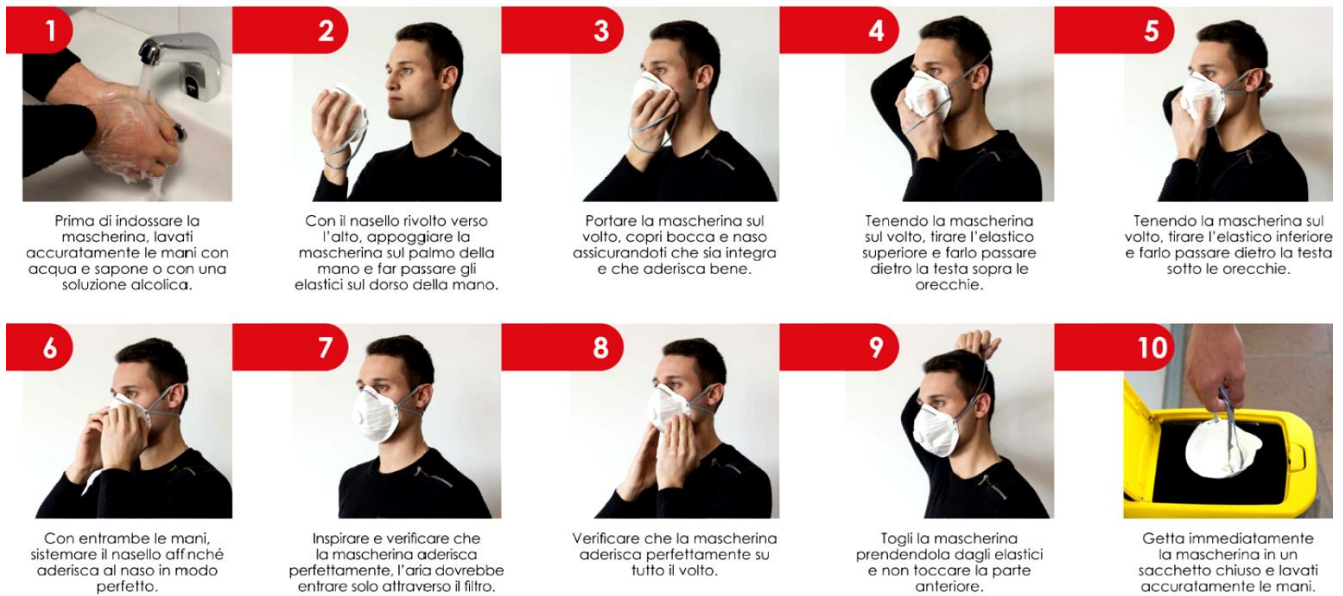 1
Prima di indossare la
mascherina, lavati
accuratamente le mani con
acqua e sapone o con una
soluzione alcolica.
2
Con il nasello rivolto verso
l'alto, appoggiare la
mascherina sul palmo della
mano e far passare gli
elastici sul dorso della mano.
3
Portare la mascherina sul
volto, copri bocca e naso
assicurandoti che sia integra
e che aderisca bene.
4
Tenendo la mascherina
sul volto, tirare l'elastico
superiore e farlo passare
dietro la testa sopra le
orecchie.
5
Tenendo la mascherina sul
volto, tirare l'elastico inferiore
e farlo passare dietro la testa
sotto le orecchie.
6
Con entrambe le mani,
sistemare il nasello affinché
aderisca al naso in modo
perfetto.
7
Inspirare e verificare che
la mascherina aderisca
perfettamente, l'aria dovrebbe
entrare solo attraverso il filtro.
8
Verificare che la mascherina
aderisca perfettamente su
tutto il volto.
9
Togli la mascherina
prendendola dagli elastici
e non toccare la parte
anteriore.
10
Getta immediatamente
la mascherina in un
sacchetto chiuso e lavati
accuratamente le mani.